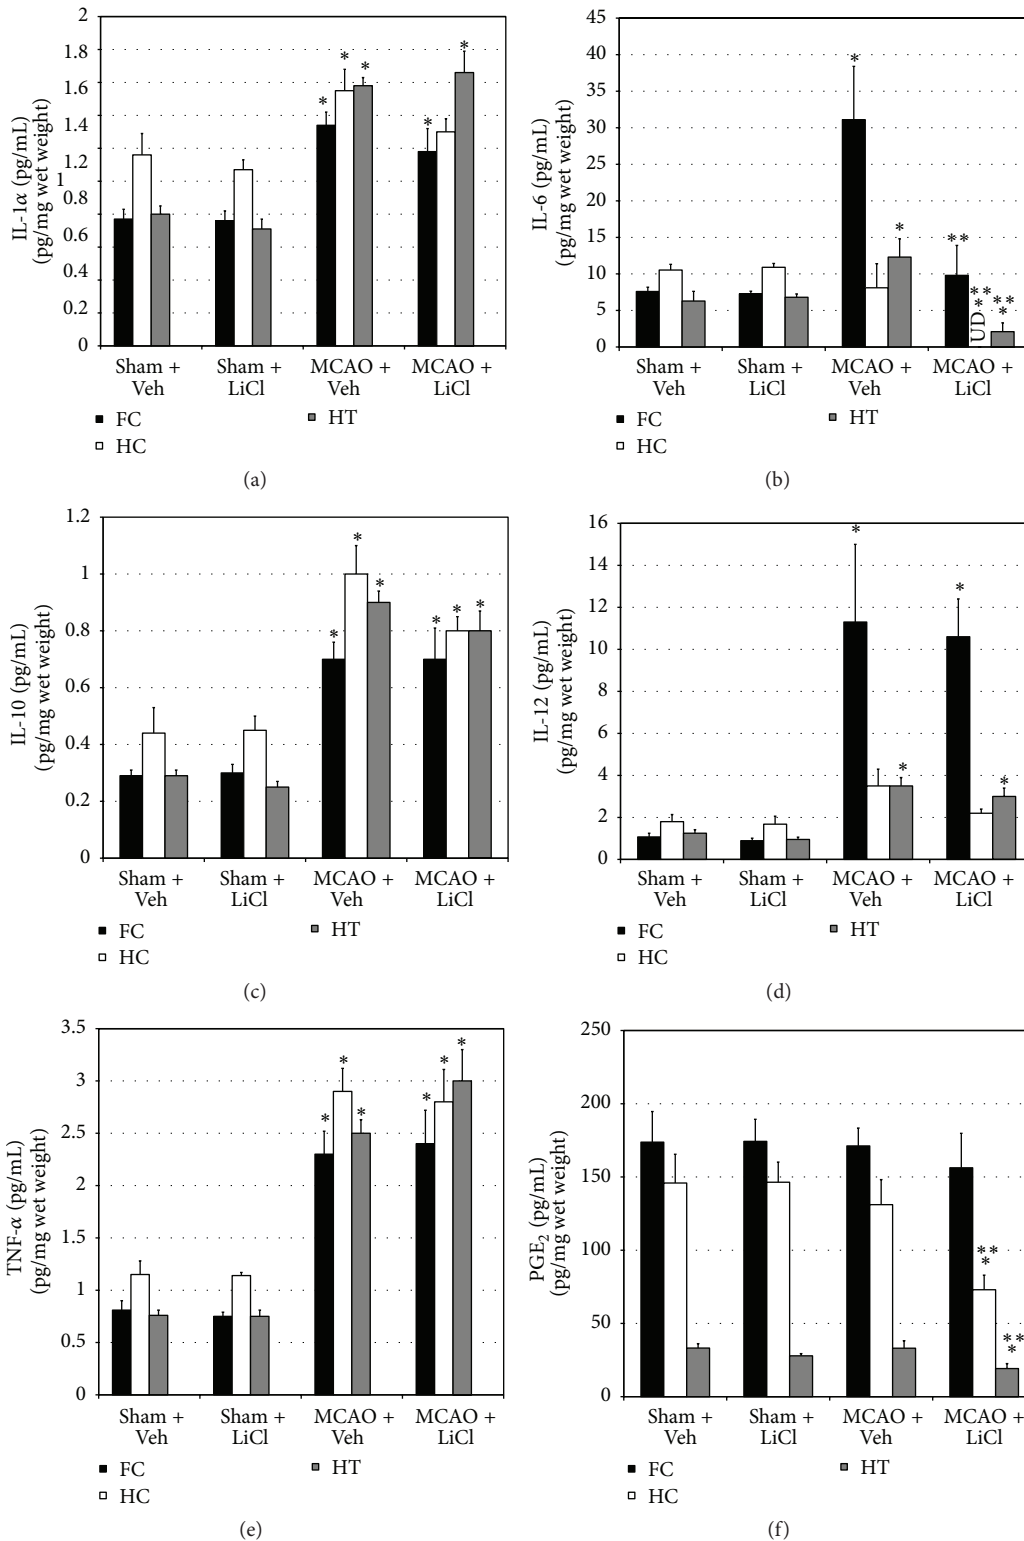 2
1.8
1.6
1.4
1.2
1
0.8
0.6
0.4
0.2
0
IL-1α (pg/mL)
(pg/mg wet weight)
* * *
* *
Sham + Veh
Sham + LiCl
MCAO + Veh
MCAO + LiCl
FC
HC
HT
(a)
45
40
35
30
25
20
15
10
5
0
IL-6 (pg/mL)
(pg/mg wet weight)
*
*
**
**
*
UD
**
*
Sham + Veh
Sham + LiCl
MCAO + Veh
MCAO + LiCl
FC
HC
HT
(b)
1.2
1
0.8
0.6
0.4
0.2
0
IL-10 (pg/mL)
(pg/mg wet weight)
* * *
* * *
Sham + Veh
Sham + LiCl
MCAO + Veh
MCAO + LiCl
FC
HC
HT
(c)
16
14
12
10
8
6
4
2
0
IL-12 (pg/mL)
(pg/mg wet weight)
* *
* *
Sham + Veh
Sham + LiCl
MCAO + Veh
MCAO + LiCl
FC
HC
HT
(d)
3.5
3
2.5
2
1.5
1
0.5
0
TNF-α (pg/mL)
(pg/mg wet weight)
* * *
* * *
Sham + Veh
Sham + LiCl
MCAO + Veh
MCAO + LiCl
FC
HC
HT
(e)
250
200
150
100
50
0
PGE₂ (pg/mL)
(pg/mg wet weight)
**
*
**
*
Sham + Veh
Sham + LiCl
MCAO + Veh
MCAO + LiCl
FC
HC
HT
(f)